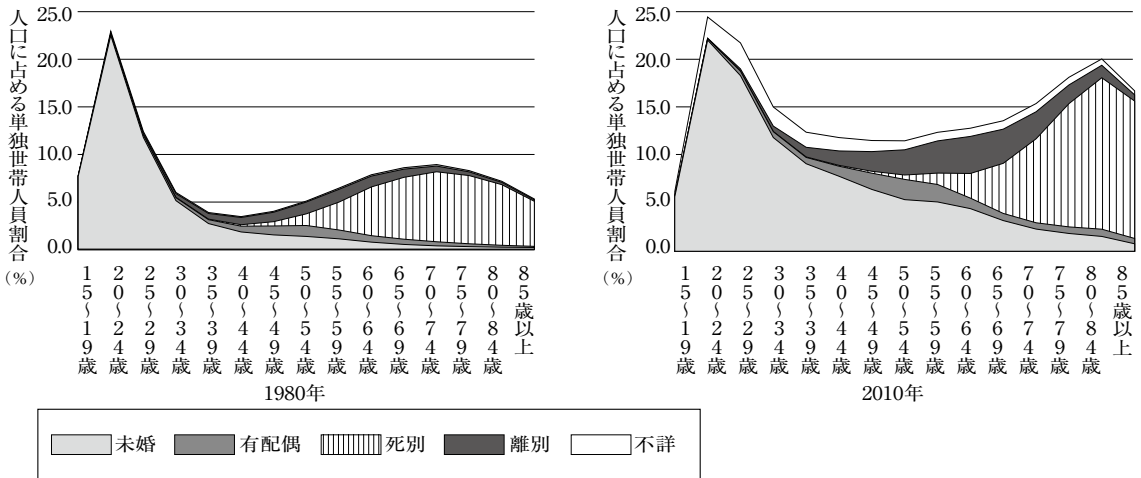 人口に占める単独世帯人員割合
(%)
25.0
20.0
15.0
10.0
5.0
0.0
15～19歳
20～24歳
25～29歳
30～34歳
35～39歳
40～44歳
45～49歳
50～54歳
55～59歳
60～64歳
65～69歳
70～74歳
75～79歳
80～84歳
85歳以上
1980年
人口に占める単独世帯人員割合
(%)
25.0
20.0
15.0
10.0
5.0
0.0
15～19歳
20～24歳
25～29歳
30～34歳
35～39歳
40～44歳
45～49歳
50～54歳
55～59歳
60～64歳
65～69歳
70～74歳
75～79歳
80～84歳
85歳以上
2010年
未婚 有配偶 死別 離別 不詳